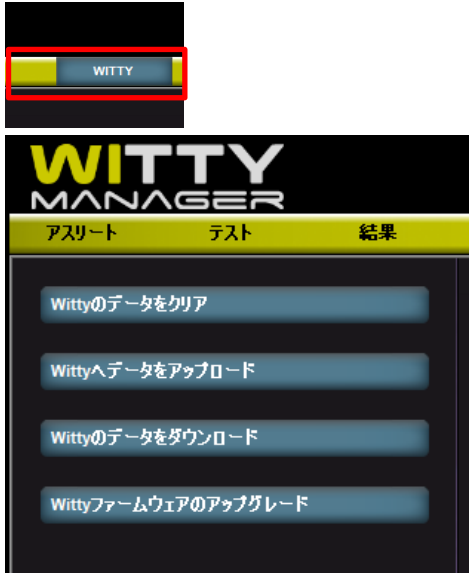 WITTY
WITTY
MANAGER
アスリート テスト 結果
Wittyのデータをクリア
Wittyへデータをアップロード
Wittyのデータをダウンロード
Wittyファームウェアのアップグレード